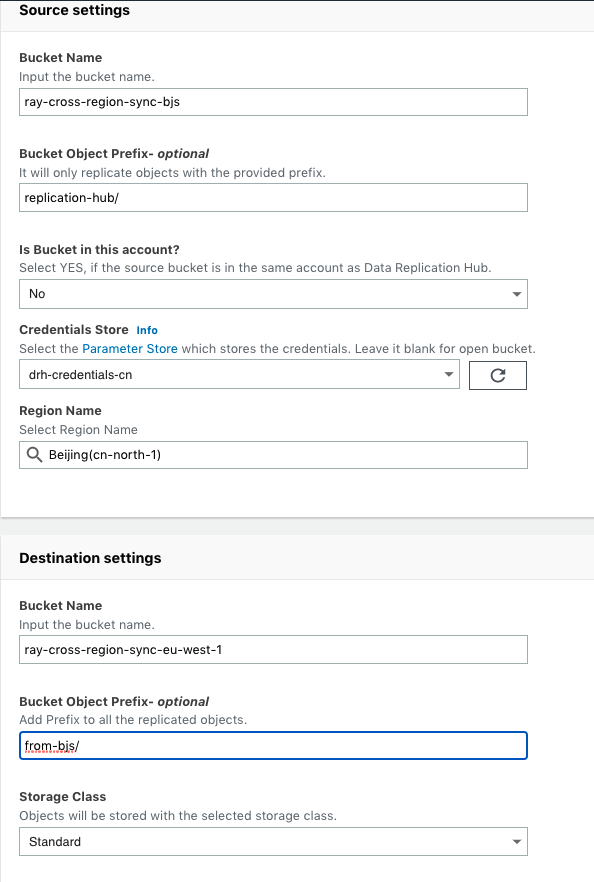 Source settings
Bucket Name
Input the bucket name.
ray-cross-region-sync-bjs
Bucket Object Prefix- optional
It will only replicate objects with the provided prefix.
replication-hub/
Is Bucket in this account?
Select YES, if the source bucket is in the same account as Data Replication Hub.
No
Credentials Store Info
Select the Parameter Store which stores the credentials. Leave it blank for open bucket.
drh-credentials-cn
Region Name
Select Region Name
Beijing(cn-north-1)
Destination settings
Bucket Name
Input the bucket name.
ray-cross-region-sync-eu-west-1
Bucket Object Prefix- optional
Add Prefix to all the replicated objects.
from-bjs/
Storage Class
Objects will be stored with the selected storage class.
Standard